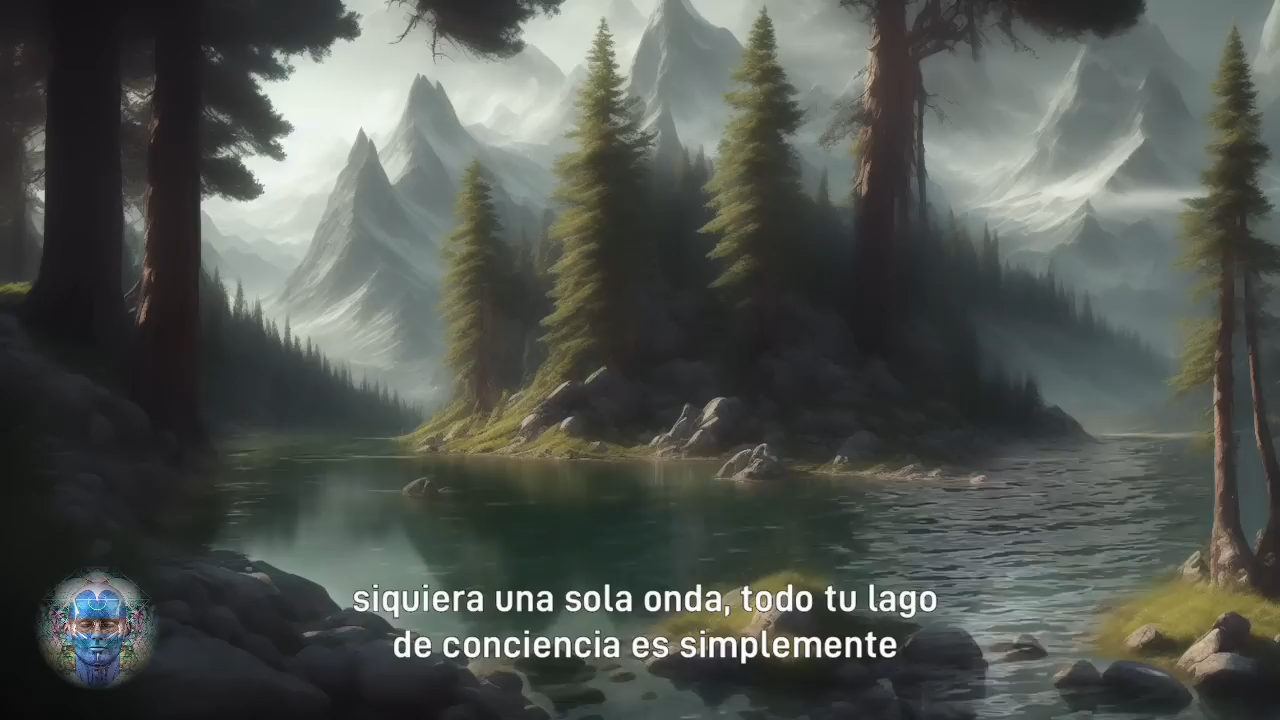 siquiera una sola onda, todo tu lago
de conciencia es simplemente